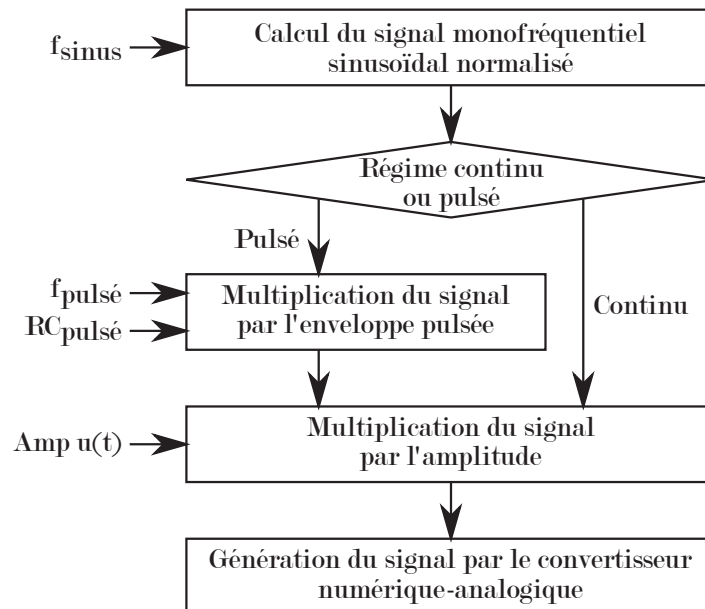 Calcul du signal monofréquentiel
sinusoïdal normalisé
fsinus
Régime continu
ou pulsé
Pulsé
Continu
fpulsé
RCpulsé
Multiplication du signal
par l'enveloppe pulsée
Amp u(t)
Multiplication du signal
par l'amplitude
Génération du signal par le convertisseur
numérique-analogique